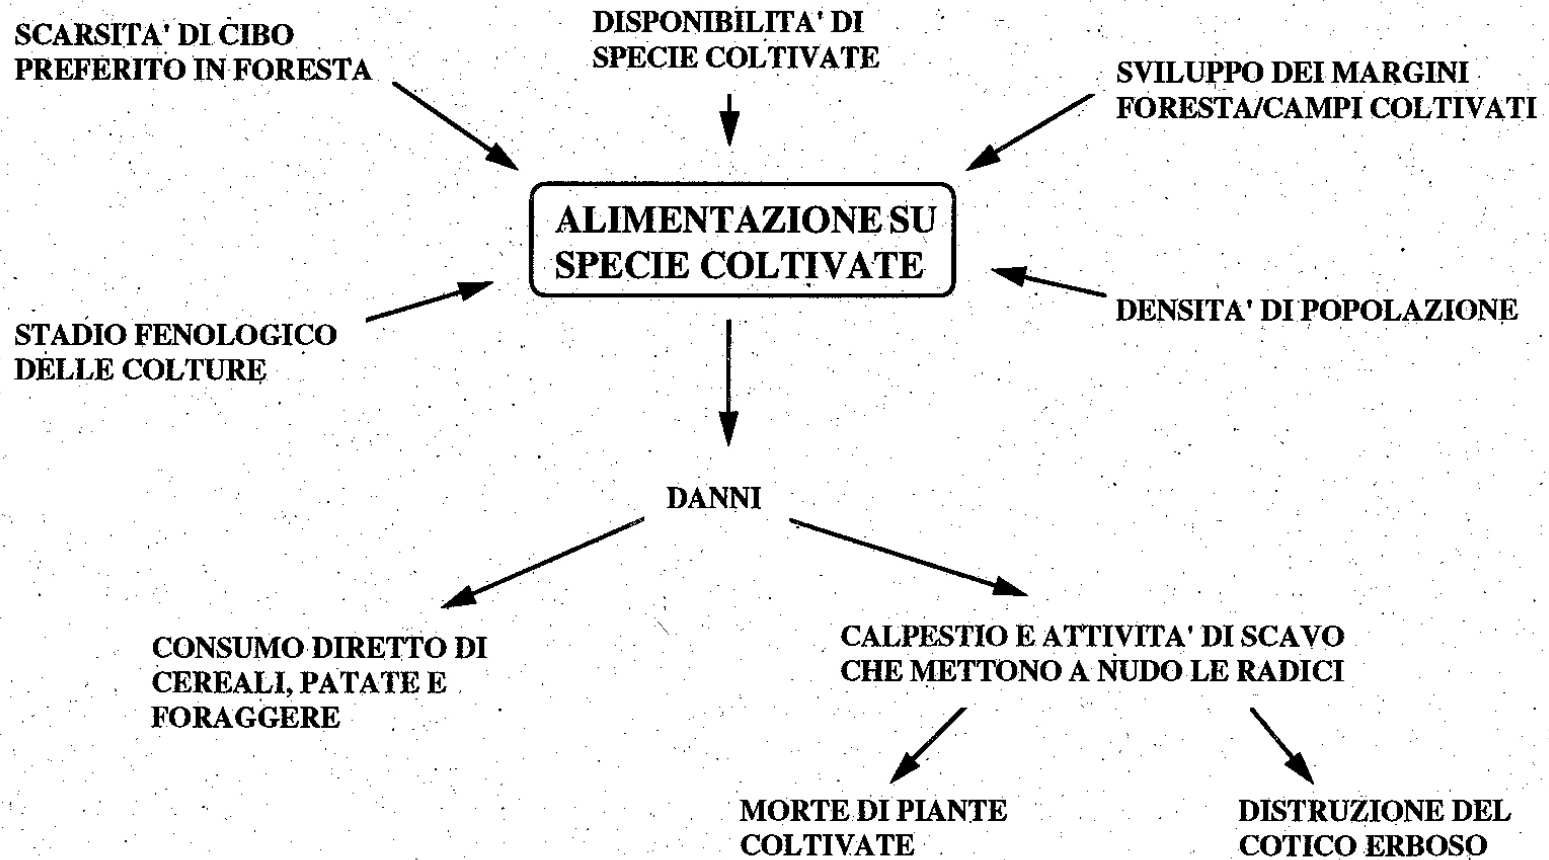 SCARSITA' DI CIBO
PREFERITO IN FORESTA
DISPONIBILITA' DI
SPECIE COLTIVATE
SVILUPPO DEI MARGINI
FORESTA/CAMPI COLTIVATI
ALIMENTAZIONE SU
SPECIE COLTIVATE
STADIO FENOLOGICO
DELLE COLTURE
DENSITA' DI POPOLAZIONE
DANNI
CONSUMO DIRETTO DI
CEREALI, PATATE E
FORAGGERE
CALPESTIO E ATTIVITA' DI SCAVO
CHE METTONO A NUDO LE RADICI
MORTE DI PIANTE
COLTIVATE
DISTRUZIONE DEL
COTICO ERBOSO